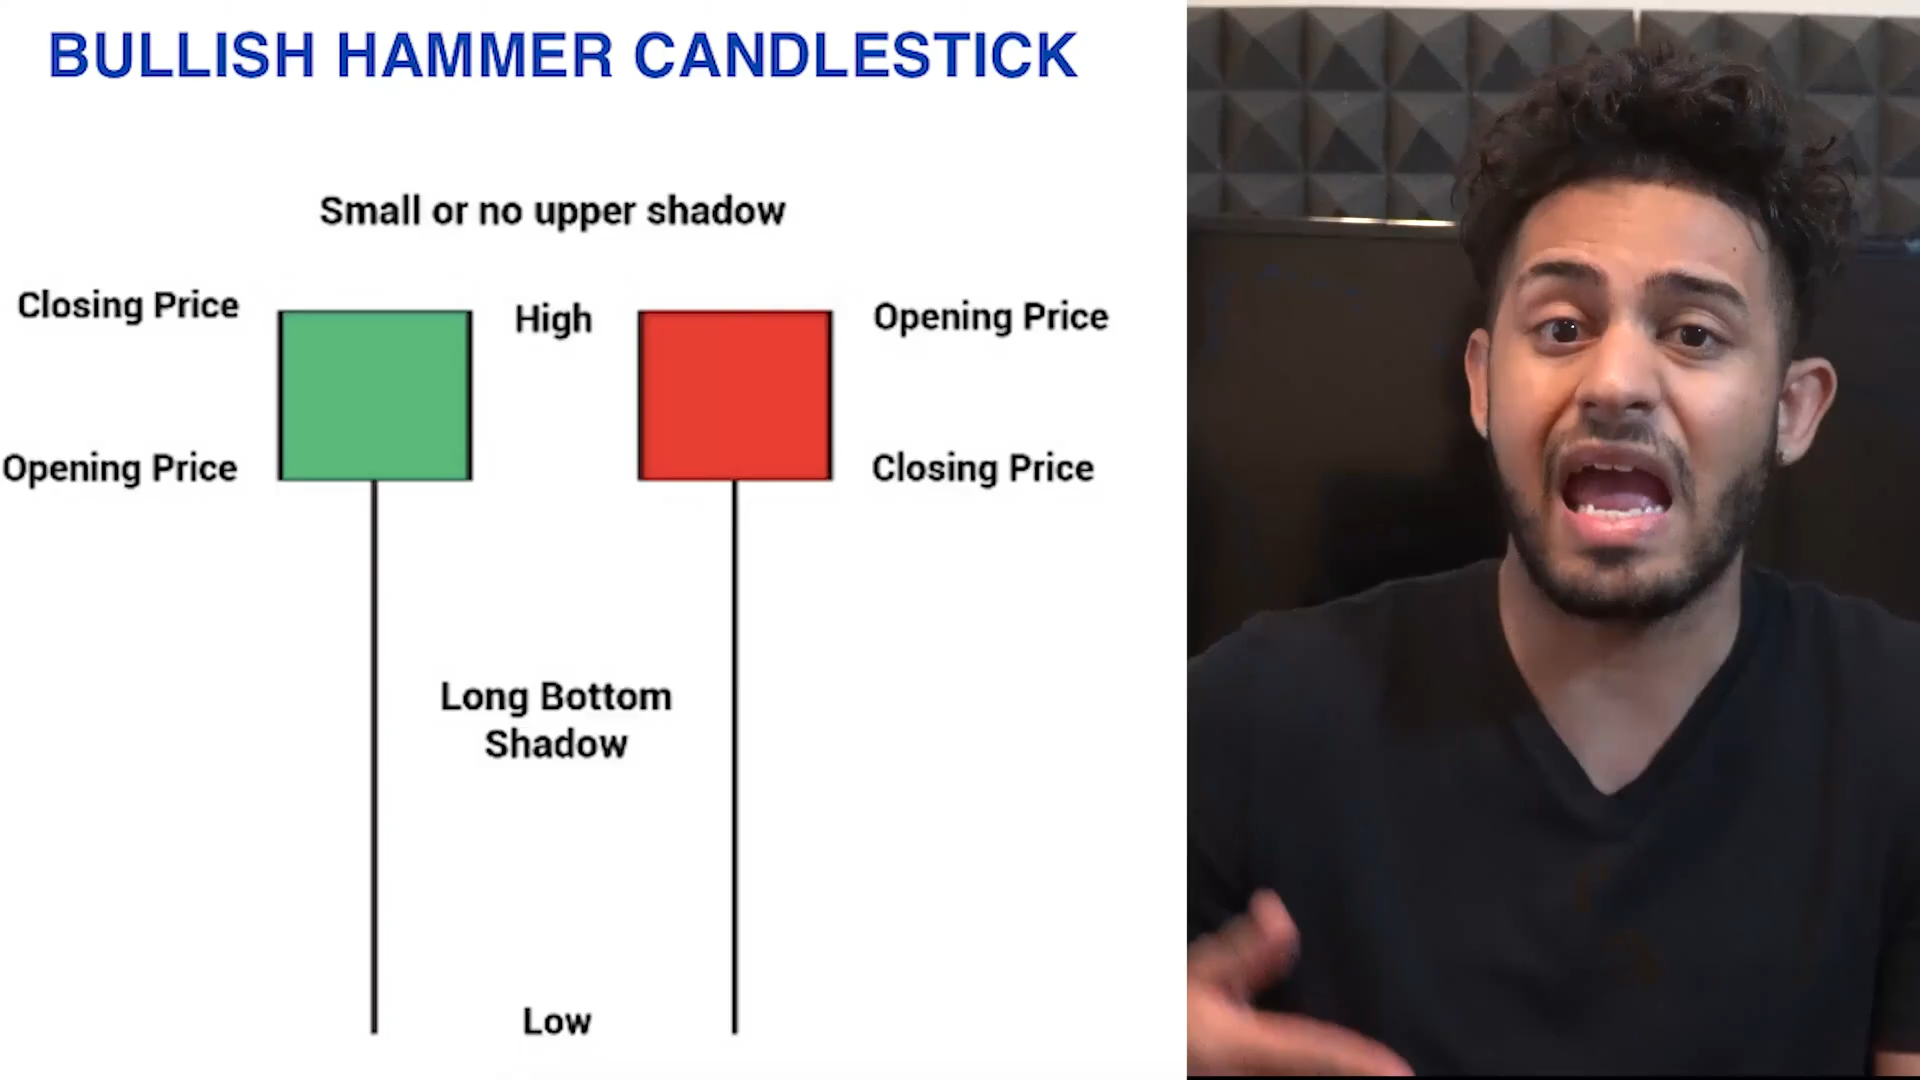 BULLISH HAMMER CANDLESTICK
Small or no upper shadow
Closing Price
High
Opening Price
Opening Price
Closing Price
Long Bottom
Shadow
Low